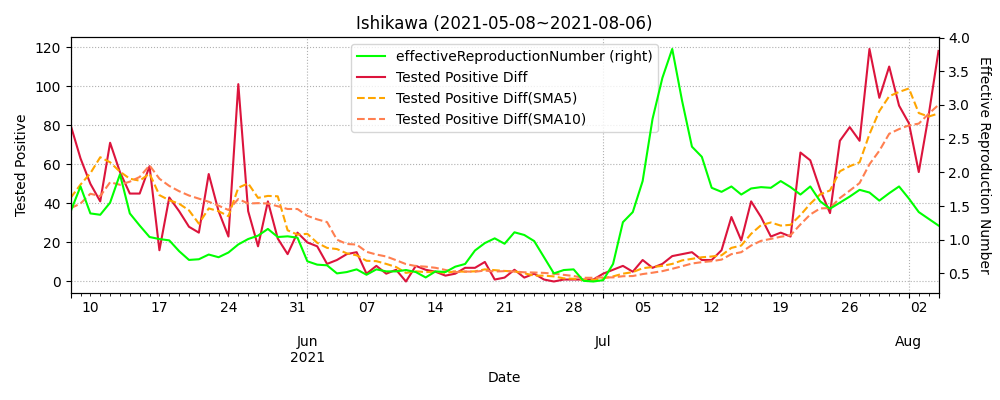 Ishikawa (2021-05-08~2021-08-06)
effectiveReproductionNumber (right)
Tested Positive Diff
Tested Positive Diff(SMA5)
Tested Positive Diff(SMA10)
Tested Positive
120
100
80
60
40
20
0
4.0
3.5
3.0
2.5
2.0
1.5
1.0
0.5
Effective Reproduction Number
10 17 24 31 07 14 21 28 05 12 19 26 02
Jun Jul Aug
2021
Date